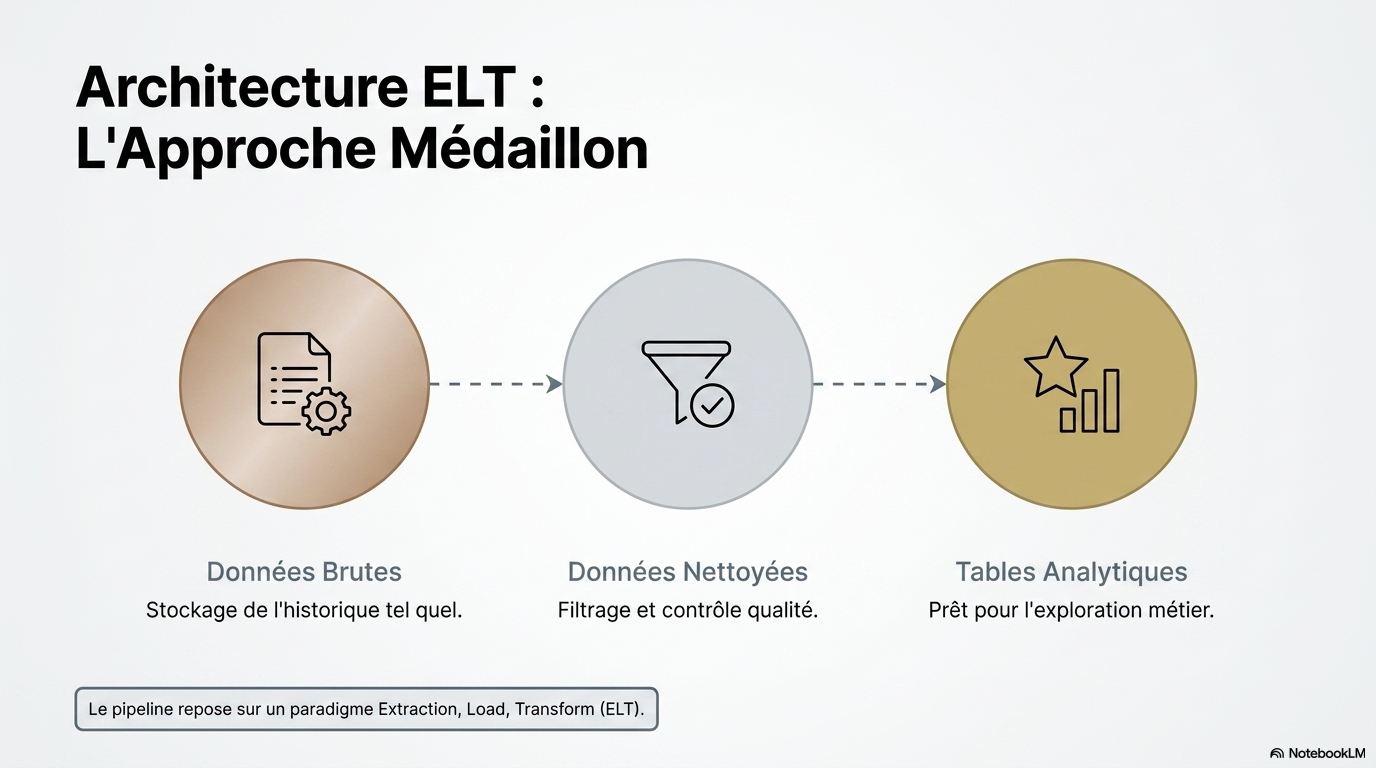 Architecture ELT :
L'Approche Médaillon
Données Brutes
Stockage de l'historique tel quel.
Données Nettoyées
Filtrage et contrôle qualité.
Tables Analytiques
Prêt pour l'exploration métier.
Le pipeline repose sur un paradigme Extraction, Load, Transform (ELT).
NotebookLM